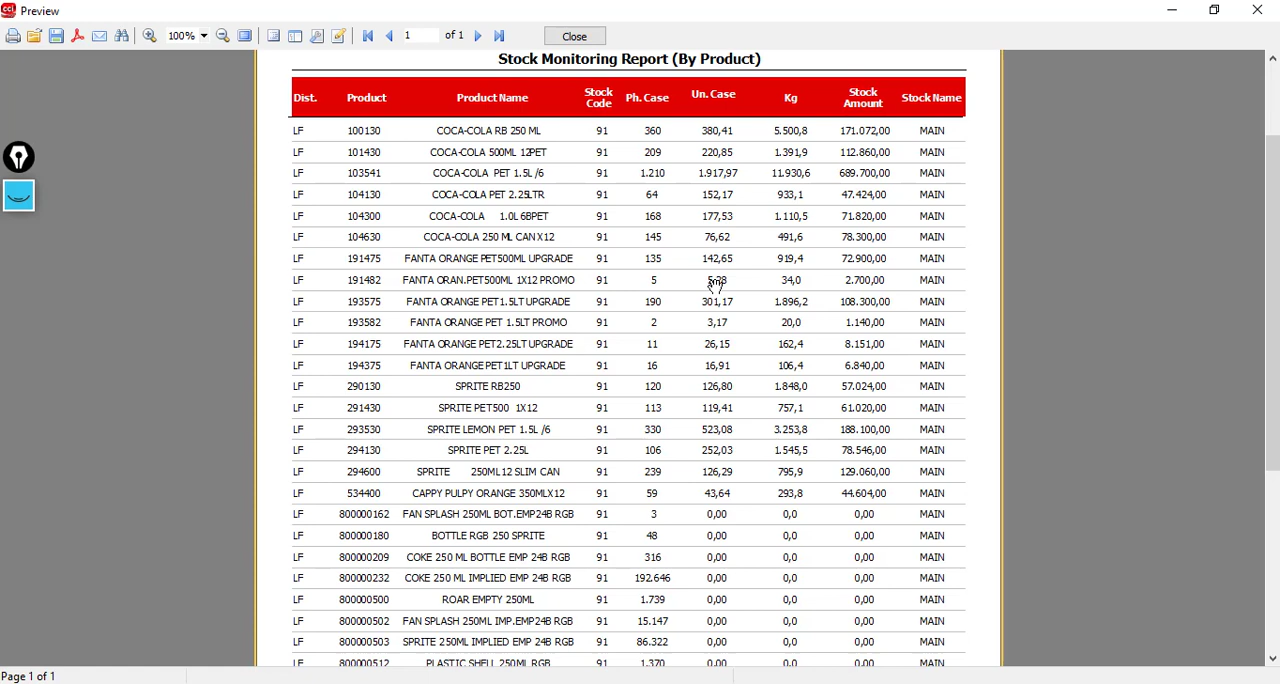 CCI Preview
100% 1 of 1 Close
Stock Monitoring Report (By Product)
Dist. Product Product Name Stock Code Ph. Case Un. Case Kg Stock Amount Stock Name
LF 100130 COCA-COLA RB 250 ML 91 360 380,41 5.500,8 171.072,00 MAIN
LF 101430 COCA-COLA 500ML 12PET 91 209 220,85 1.391,9 112.860,00 MAIN
LF 103541 COCA-COLA PET 1.5L /6 91 1.210 1.917,97 11.930,6 689.700,00 MAIN
LF 104130 COCA-COLA PET 2.25LTR 91 64 152,17 933,1 47.424,00 MAIN
LF 104300 COCA-COLA 1.0L 6BPET 91 168 177,53 1.110,5 71.820,00 MAIN
LF 104630 COCA-COLA 250 ML CAN X12 91 145 76,62 491,6 78.300,00 MAIN
LF 191475 FANTA ORANGE PET500ML UPGRADE 91 135 142,65 919,4 72.900,00 MAIN
LF 191482 FANTA ORAN.PET500ML 1X12 PROMO 91 5 34,0 2.700,00 MAIN
LF 193575 FANTA ORANGE PET1.5LT UPGRADE 91 190 301,17 1.896,2 108.300,00 MAIN
LF 193582 FANTA ORANGE PET 1.5LT PROMO 91 2 3,17 20,0 1.140,00 MAIN
LF 194175 FANTA ORANGE PET2.25LT UPGRADE 91 11 26,15 162,4 8.151,00 MAIN
LF 194375 FANTA ORANGE PET1LT UPGRADE 91 16 16,91 106,4 6.840,00 MAIN
LF 290130 SPRITE RB250 91 120 126,80 1.848,0 57.024,00 MAIN
LF 291430 SPRITE PET500 1X12 91 113 119,41 757,1 61.020,00 MAIN
LF 293530 SPRITE LEMON PET 1.5L /6 91 330 523,08 3.253,8 188.100,00 MAIN
LF 294130 SPRITE PET 2.25L 91 106 252,03 1.545,5 78.546,00 MAIN
LF 294600 SPRITE 250ML 12 SLIM CAN 91 239 126,29 795,9 129.060,00 MAIN
LF 534400 CAPPY PULPY ORANGE 350MLX12 91 59 43,64 293,8 44.604,00 MAIN
LF 800000162 FAN SPLASH 250ML BOT.EMP24B RGB 91 3 0,00 0,0 0,00 MAIN
LF 800000180 BOTTLE RGB 250 SPRITE 91 48 0,00 0,0 0,00 MAIN
LF 800000209 COKE 250 ML BOTTLE EMP 24B RGB 91 316 0,00 0,0 0,00 MAIN
LF 800000232 COKE 250 ML IMPLIED EMP 24B RGB 91 192.646 0,00 0,0 0,00 MAIN
LF 800000500 ROAR EMPTY 250ML 91 1.739 0,00 0,0 0,00 MAIN
LF 800000502 FAN SPLASH 250ML IMP.EMP24B RGB 91 15.147 0,00 0,0 0,00 MAIN
LF 800000503 SPRITE 250ML IMPLIED EMP 24B RGB 91 86.322 0,00 0,0 0,00 MAIN
LF 800000512 PLASTIC SHELL 250ML RGB 91 1.370 0,00 0,0 0,00 MAIN
Page 1 of 1